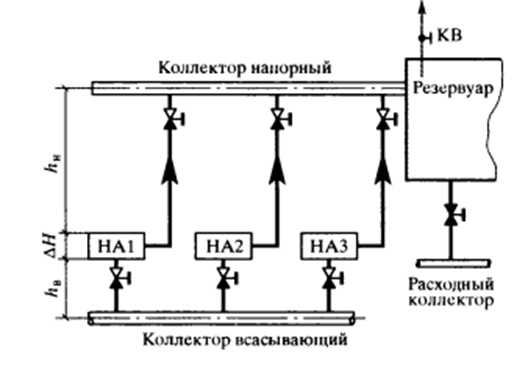 КВ
Коллектор напорный
Резервуар
hн
ΔH
НА1
НА2
НА3
hв
Расходный
коллектор
Коллектор всасывающий